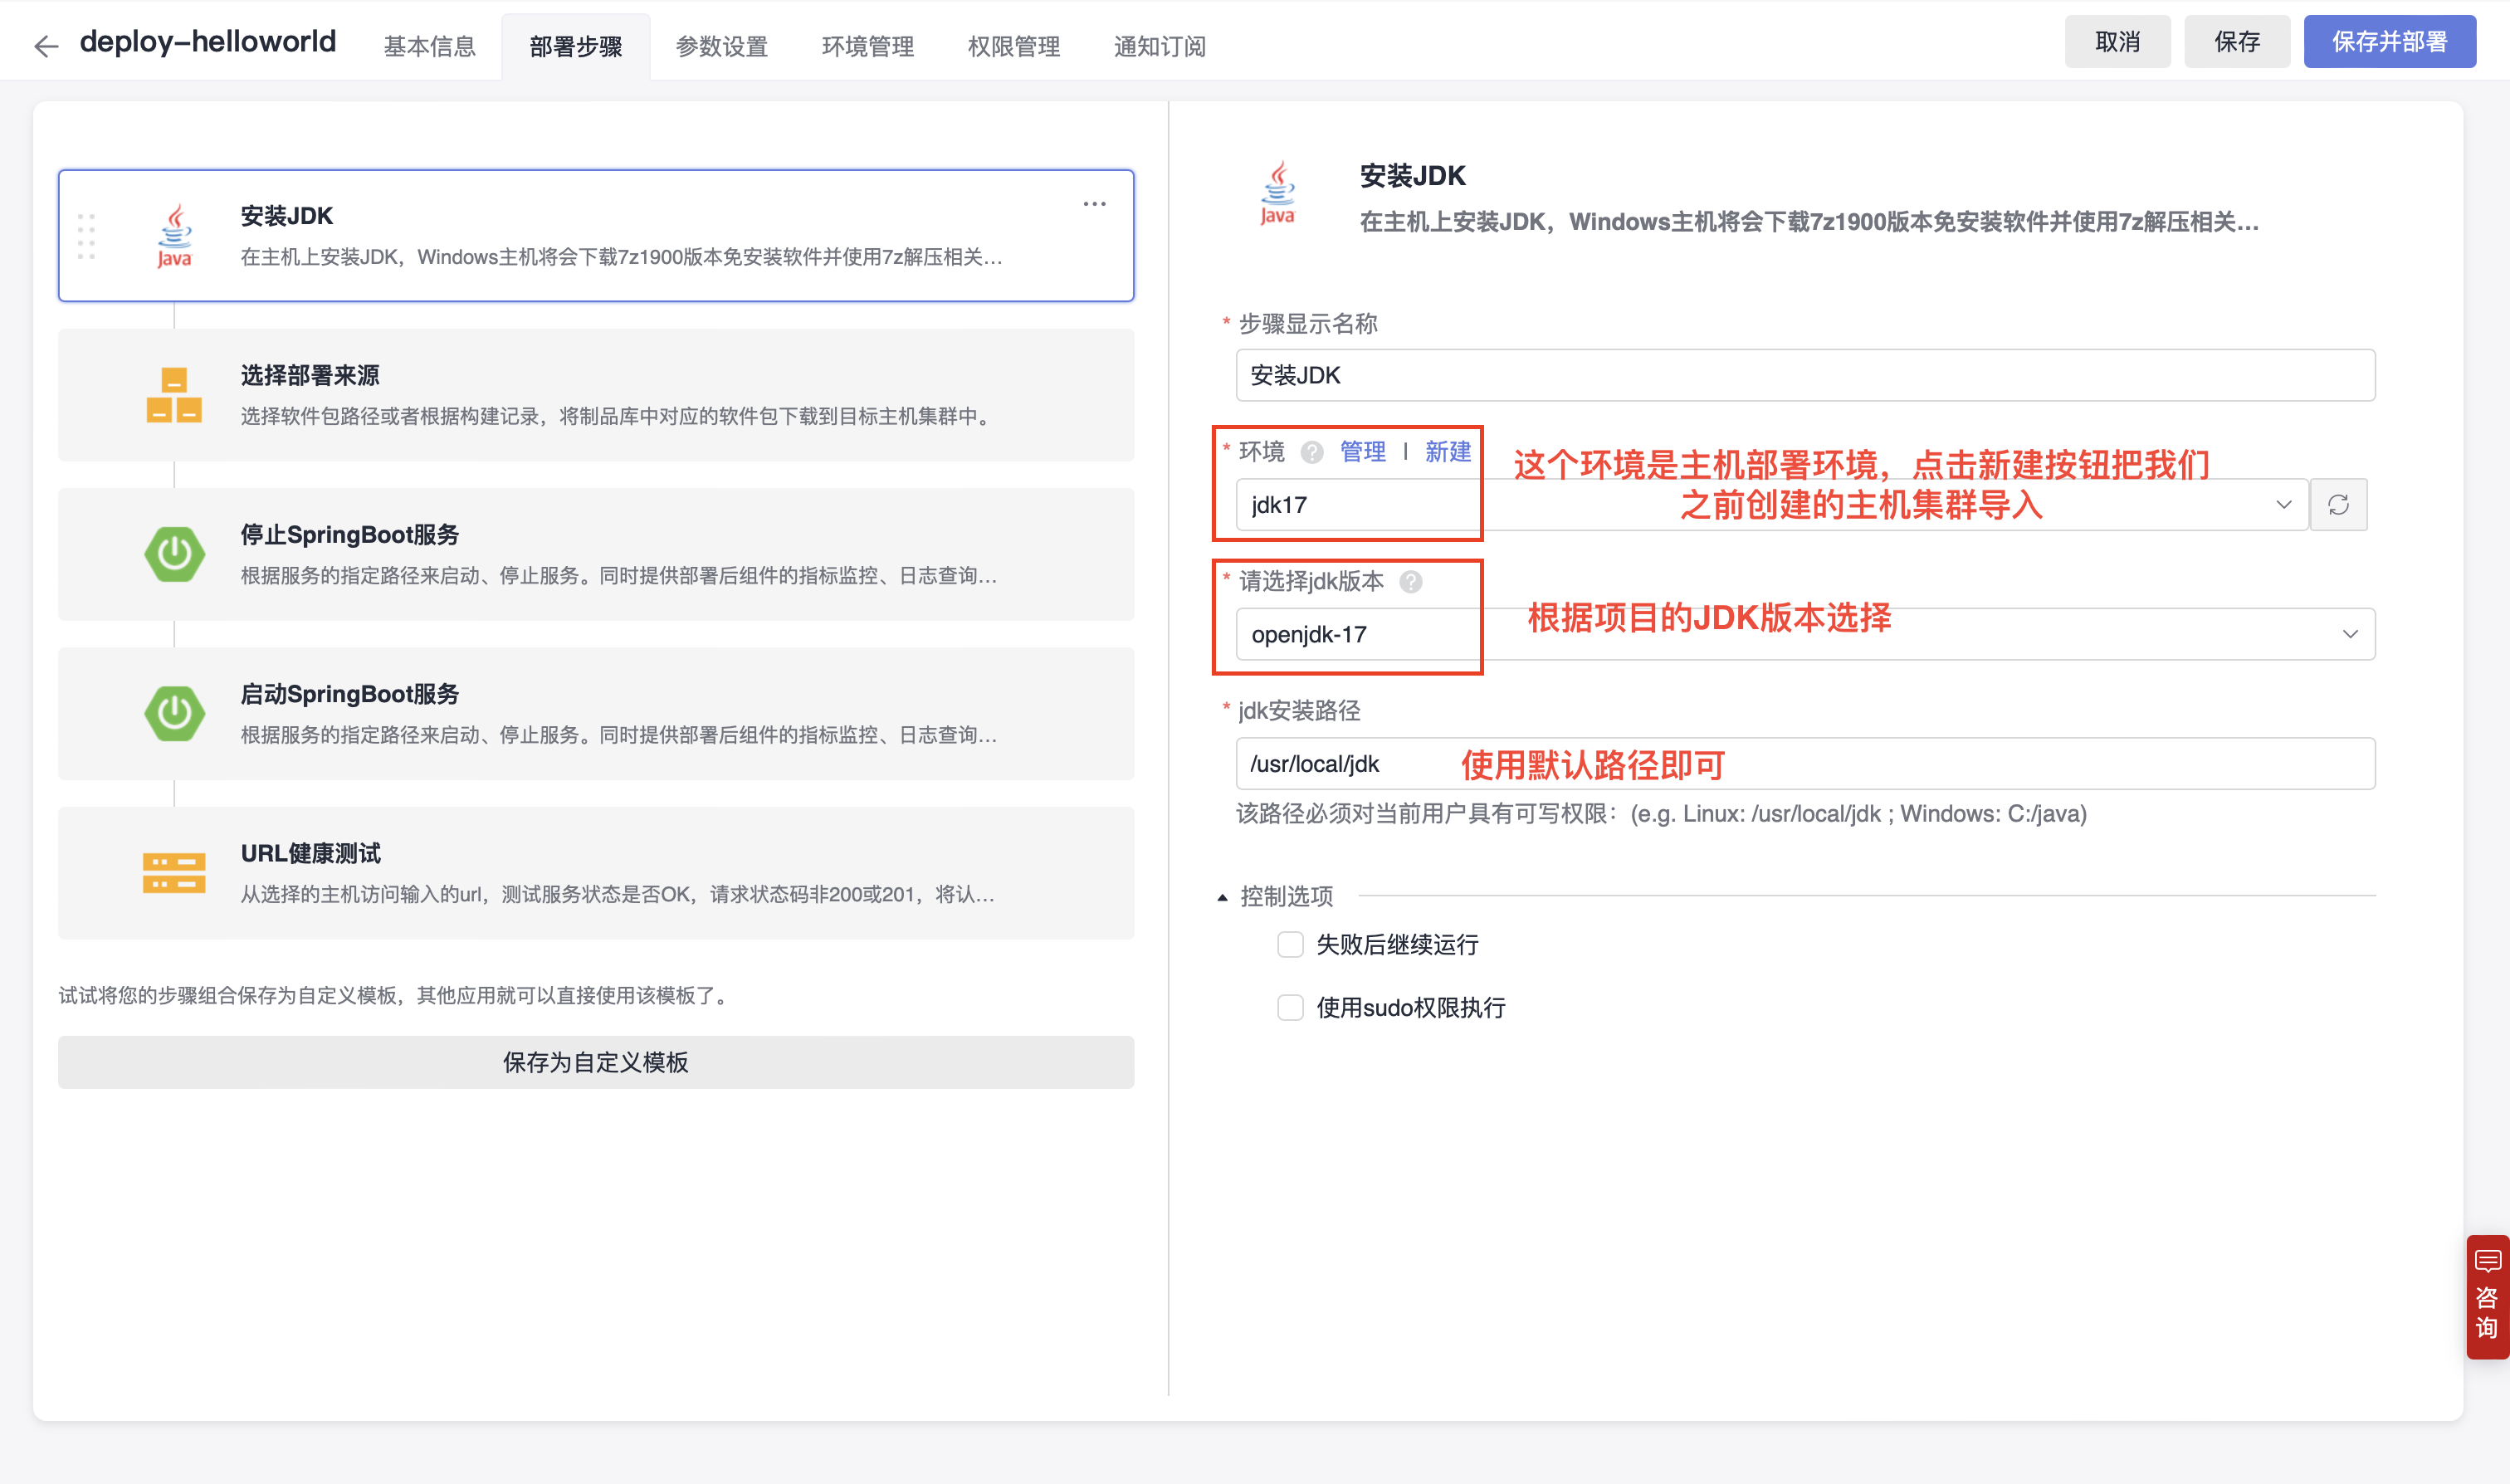 deploy-helloworld
基本信息
部署步骤
参数设置
环境管理
权限管理
通知订阅
取消
保存
保存并部署
Java
安装JDK
在主机上安装JDK，Windows主机将会下载7z1900版本免安装软件并使用7z解压相关...
选择部署来源
选择软件包路径或者根据构建记录，将制品库中对应的软件包下载到目标主机集群中。
停止SpringBoot服务
根据服务的指定路径来启动、停止服务。同时提供部署后组件的指标监控、日志查询...
启动SpringBoot服务
根据服务的指定路径来启动、停止服务。同时提供部署后组件的指标监控、日志查询...
URL健康测试
从选择的主机访问输入的url，测试服务状态是否OK，请求状态码非200或201，将认...
试试将您的步骤组合保存为自定义模板，其他应用就可以直接使用该模板了。
保存为自定义模板
Java
安装JDK
在主机上安装JDK，Windows主机将会下载7z1900版本免安装软件并使用7z解压相关...
* 步骤显示名称
安装JDK
* 环境 ? 管理 | 新建
这个环境是主机部署环境，点击新建按钮把我们
之前创建的主机集群导入
jdk17
* 请选择jdk版本 ?
根据项目的JDK版本选择
openjdk-17
* jdk安装路径
/usr/local/jdk
使用默认路径即可
该路径必须对当前用户具有可写权限：(e.g. Linux: /usr/local/jdk ; Windows: C:/java)
控制选项
失败后继续运行
使用sudo权限执行
咨询